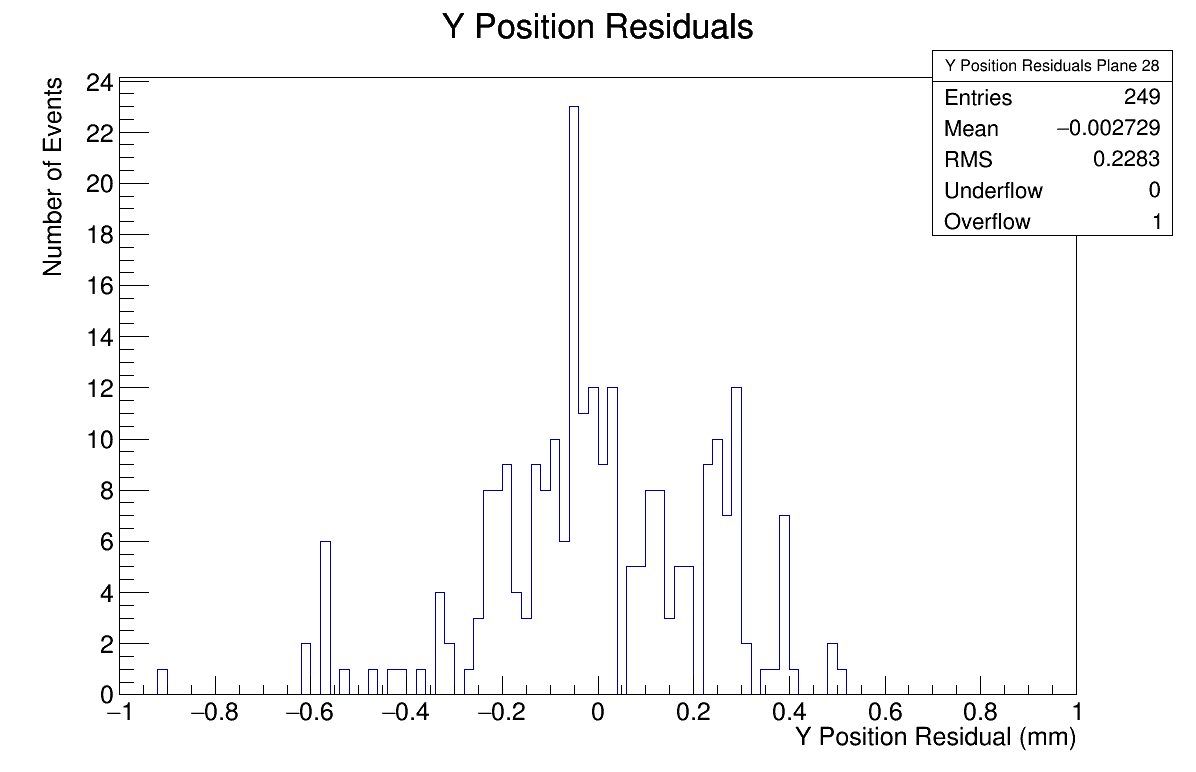 Y Position Residuals
Y Position Residuals Plane 28
Entries 249
Mean −0.002729
RMS 0.2283
Underflow 0
Overflow 1
Number of Events
24
22
20
18
16
14
12
10
8
6
4
2
0
−1 −0.8 −0.6 −0.4 −0.2 0 0.2 0.4 0.6 0.8 1
Y Position Residual (mm)